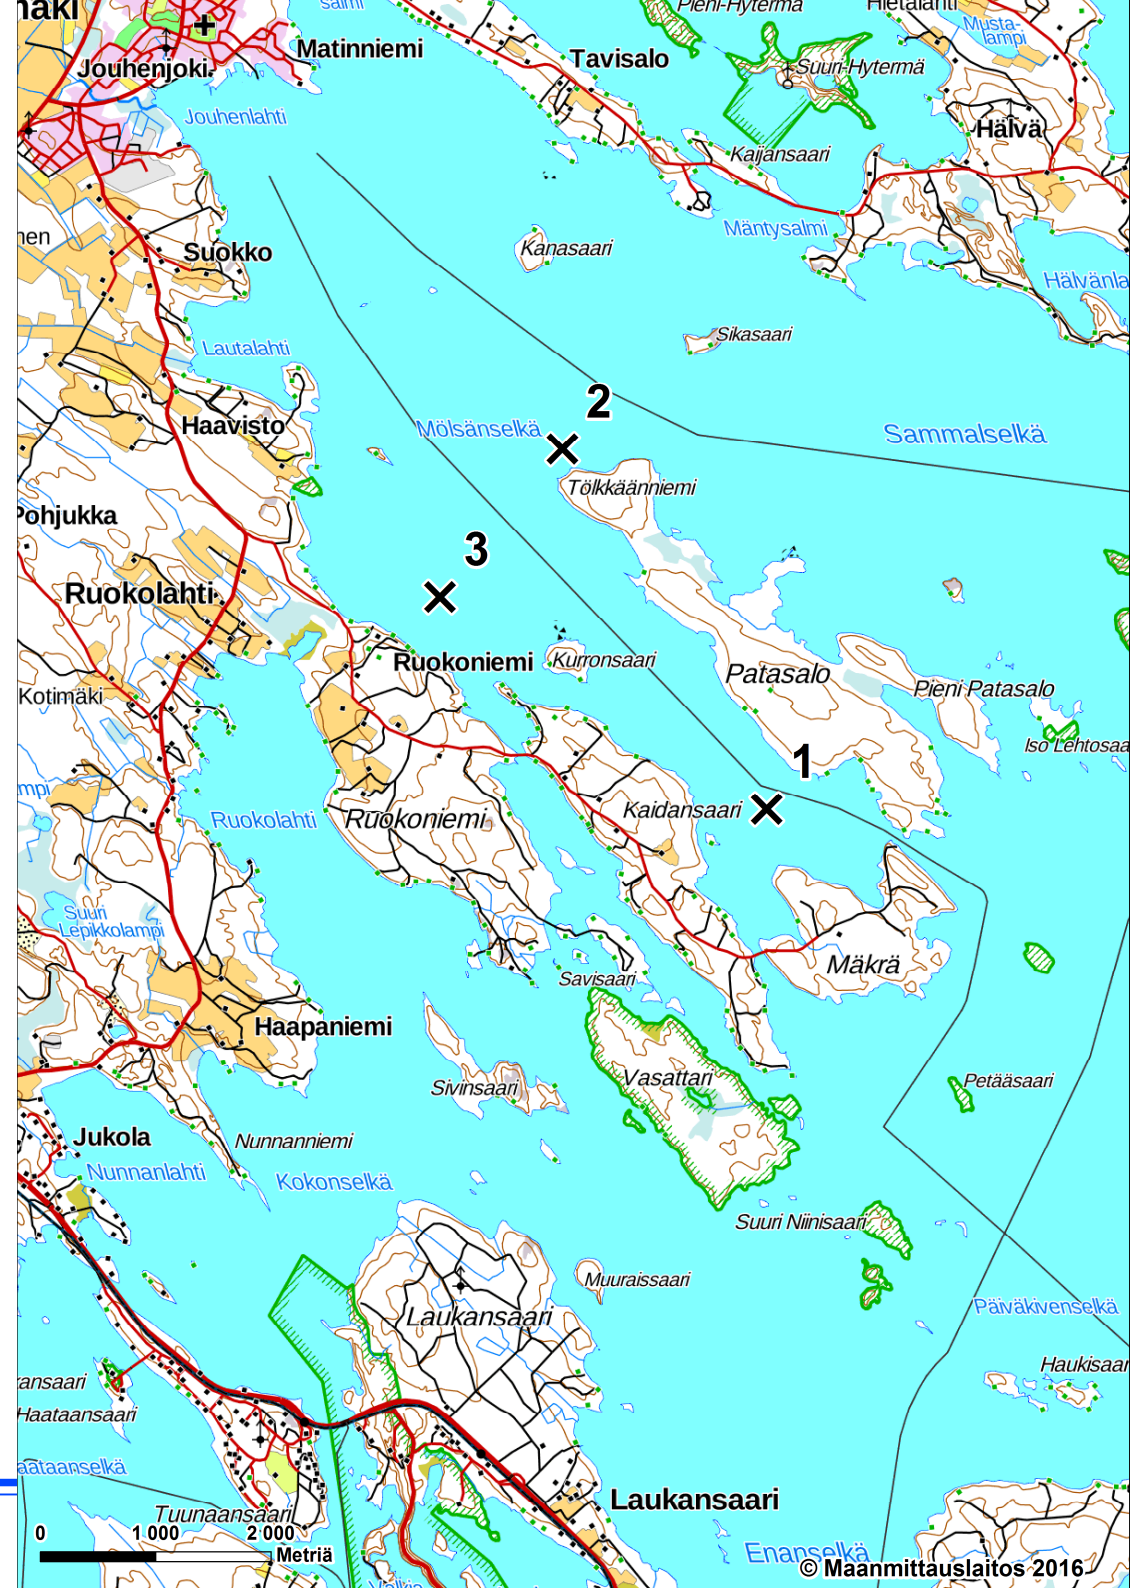 salmi
Pieni-Hytermä
Hietalahti
Musta-
lampi
Matinniemi
Tavisalo
Jouhenjoki
Suuri-Hytermä
Jouhenlahti
Hälvä
Kaijansaari
Mäntysalmi
Suokko
Kanasaari
Sikasaari
Lautalahti
2
Haavisto
Mölsänselkä
Sammalselkä
Tölkkäänniemi
Pohjukka
3
Ruokolahti
Ruokoniemi
Kurronsaari
Patasalo
Pieni Patasalo
Kotimäki
Iso Lehtosaa
1
Ruokolahti
Ruokoniemi
Kaidansaari
Suuri
Lepikkolampi
Mäkrä
Savisaari
Haapaniemi
Vasattari
Petääsaari
Sivinsaari
Jukola
Nunnanniemi
Nunnanlahti
Kokonselkä
Suuri Niinisaari
Muuraissaari
Päiväkivenselkä
Laukansaari
Haukisaar
kansaari
Haataansaari
aataanselkä
Laukansaari
Tuunaansaari
0 1 000 2 000
Metriä
Enanselkä
© Maanmittauslaitos 2016